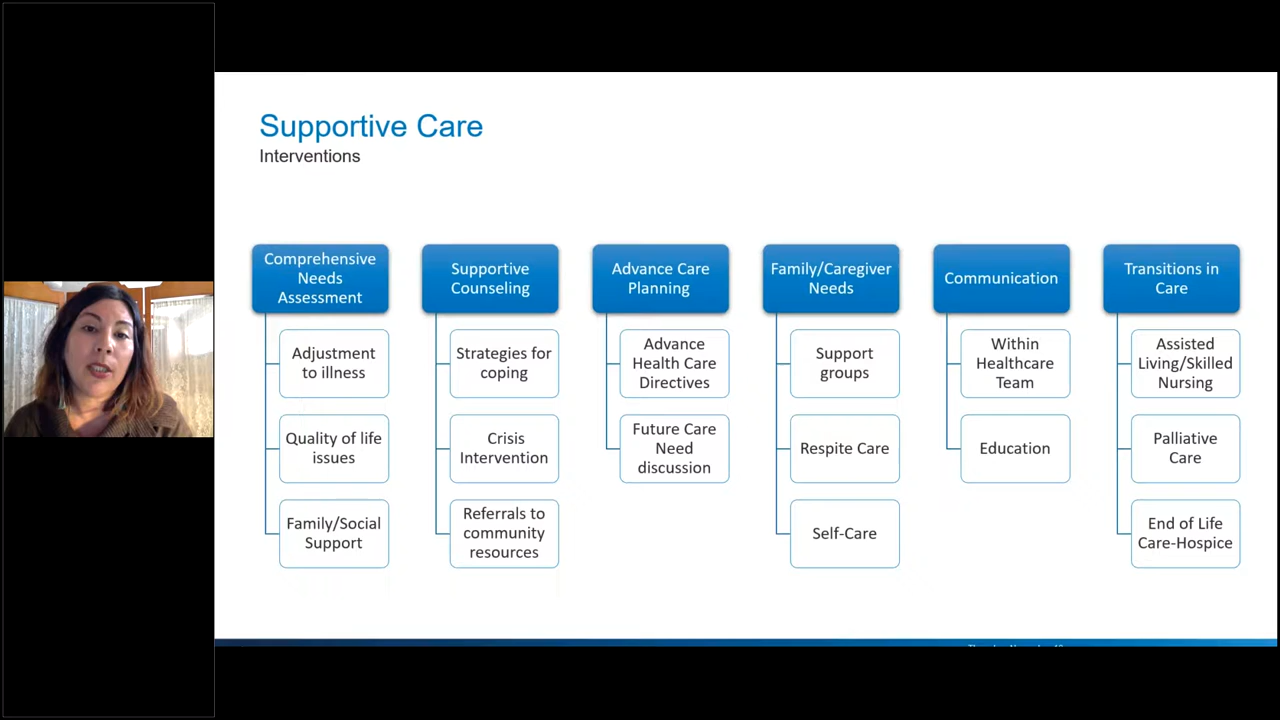 Supportive Care
Interventions
Comprehensive
Needs
Assessment
Adjustment
to illness
Quality of life
issues
Family/Social
Support
Supportive
Counseling
Strategies for
coping
Crisis
Intervention
Referrals to
community
resources
Advance Care
Planning
Advance
Health Care
Directives
Future Care
Need
discussion
Family/Caregiver
Needs
Support
groups
Respite Care
Self-Care
Communication
Within
Healthcare
Team
Education
Transitions in
Care
Assisted
Living/Skilled
Nursing
Palliative
Care
End of Life
Care-Hospice